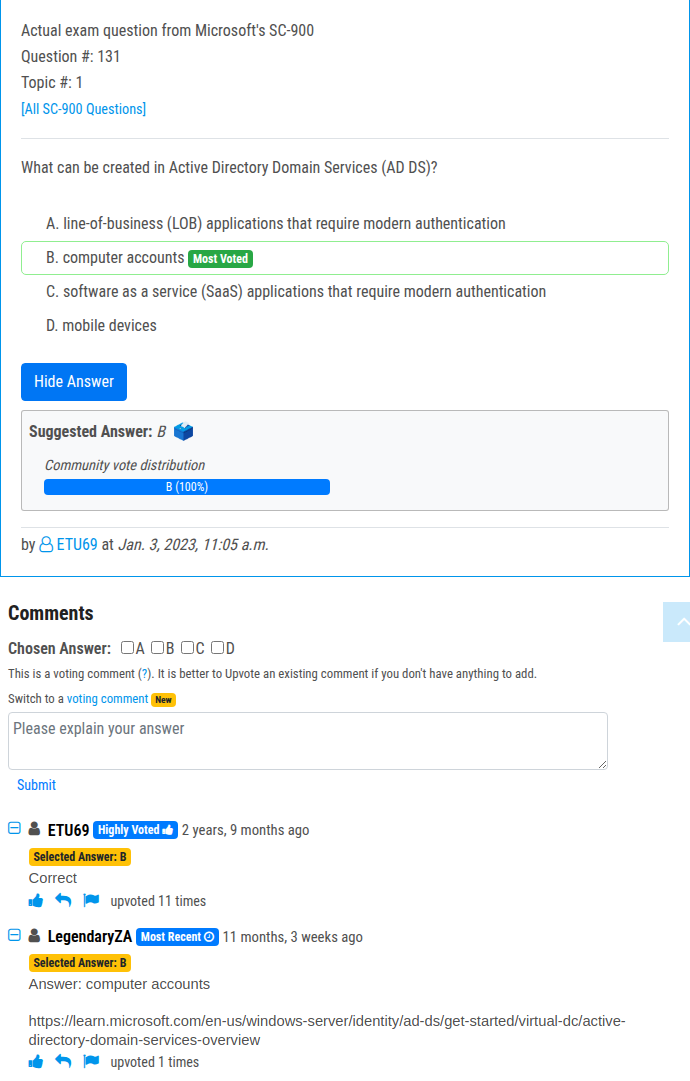 Actual exam question from Microsoft's SC-900
Question #: 131
Topic #: 1
[All SC-900 Questions]
What can be created in Active Directory Domain Services (AD DS)?
A. line-of-business (LOB) applications that require modern authentication
B. computer accounts Most Voted
C. software as a service (SaaS) applications that require modern authentication
D. mobile devices
Hide Answer
Suggested Answer: B
Community vote distribution
B (100%)
by ETU69 at Jan. 3, 2023, 11:05 a.m.
Comments
Chosen Answer: A B C D
This is a voting comment (?). It is better to Upvote an existing comment if you don't have anything to add.
Switch to a voting comment New
Please explain your answer
Submit
ETU69 Highly Voted 2 years, 9 months ago
Selected Answer: B
Correct
upvoted 11 times
LegendaryZA Most Recent 11 months, 3 weeks ago
Selected Answer: B
Answer: computer accounts
https://learn.microsoft.com/en-us/windows-server/identity/ad-ds/get-started/virtual-dc/active-
directory-domain-services-overview
upvoted 1 times